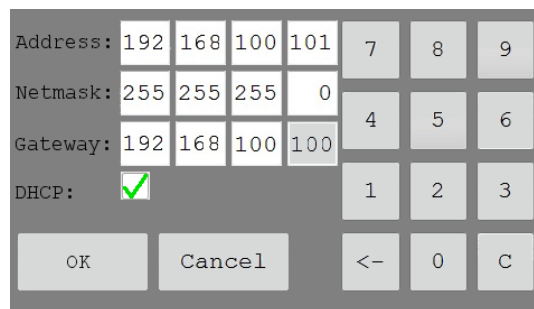 Address: 192 168 100 101
Netmask: 255 255 255 0
Gateway: 192 168 100 100
DHCP:
OK Cancel
7 8 9
4 5 6
1 2 3
<- 0 C